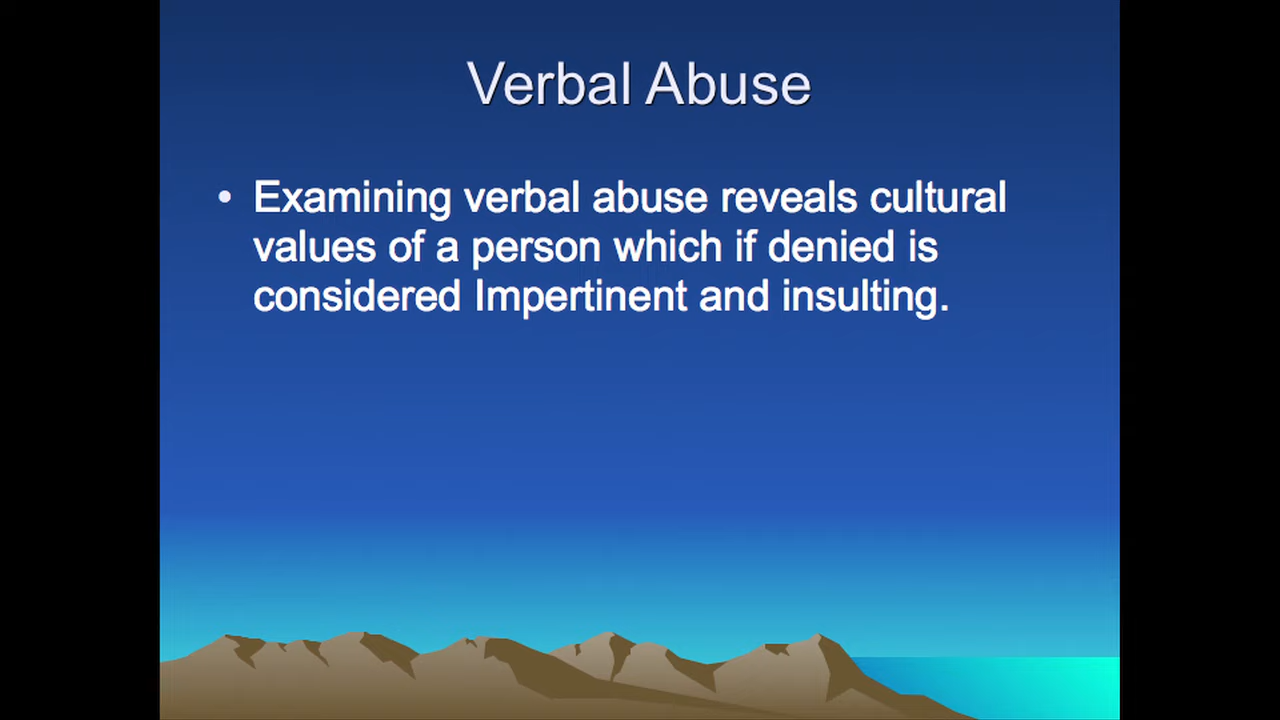 Verbal Abuse
• Examining verbal abuse reveals cultural
values of a person which if denied is
considered Impertinent and insulting.